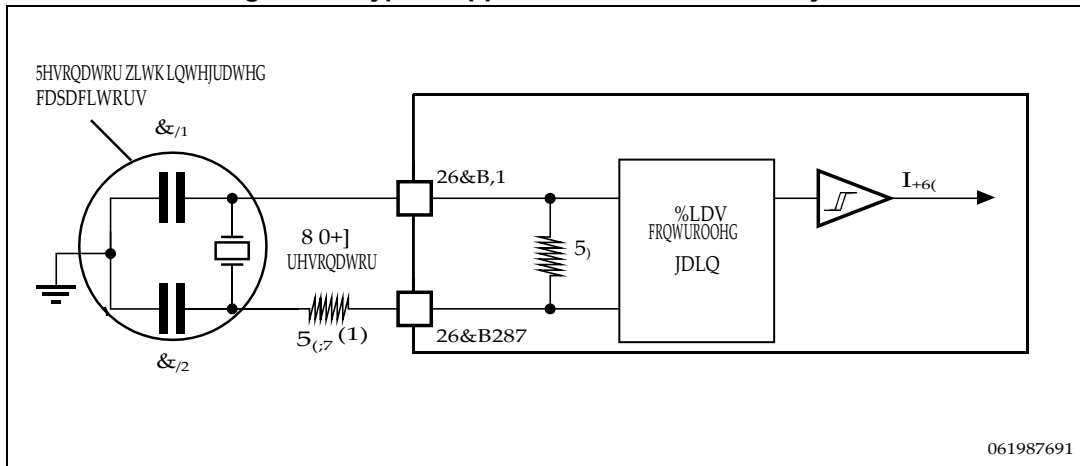 5HVRQDWRU ZLWK LQWHJUDWHG
FDSDFLWRUV
&/1
26&B,1
8 0+]
UHVRQDWRU
5)
%LDV
FRQWUROOHG
JDLQ
I+6(
5(;7 (1)
26&B287
&/2
061987691